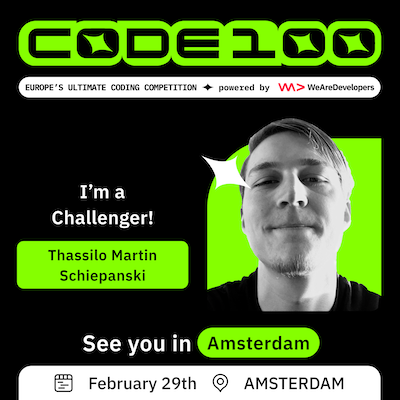 CODE100
EUROPE'S ULTIMATE CODING COMPETITION powered by WeAreDevelopers
I'm a
Challenger!
Thassilo Martin
Schiepanski
See you in Amsterdam
February 29th AMSTERDAM